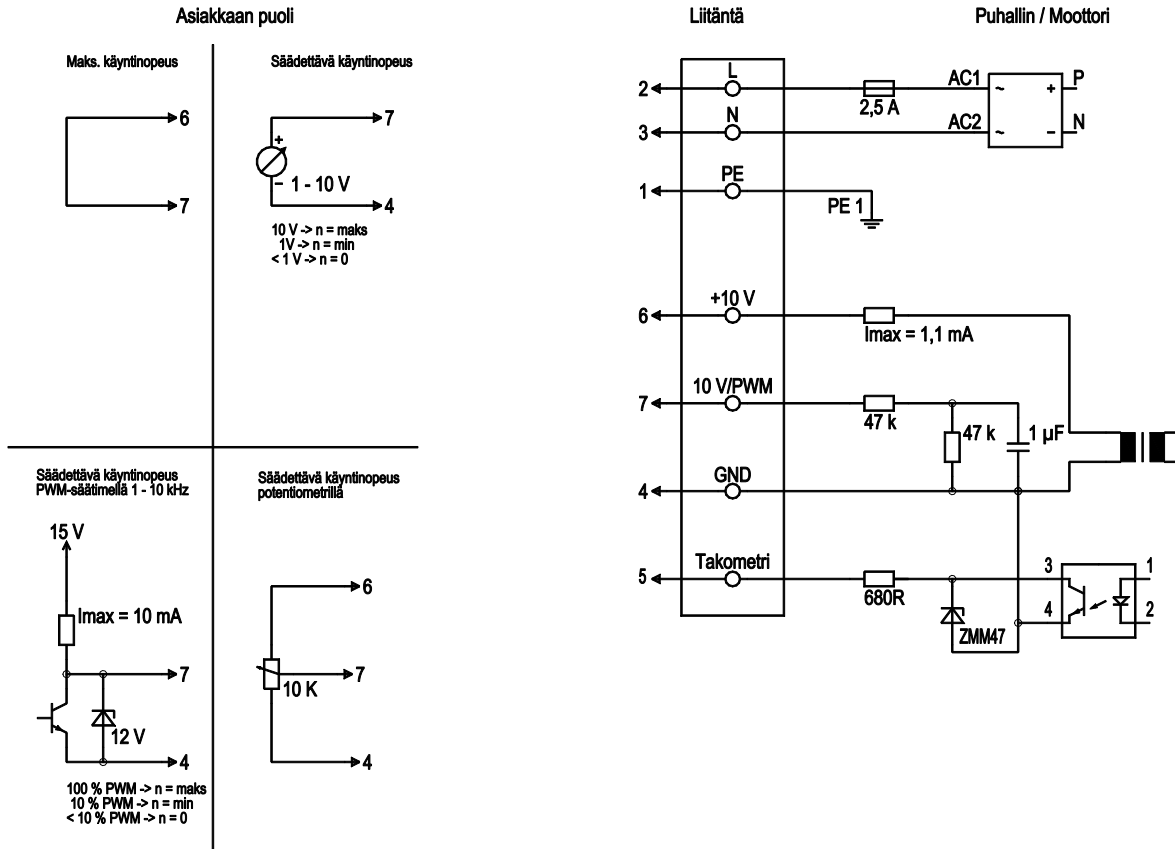 Asiakkaan puoli
Liitäntä
Puhallin / Moottori
Maks. käyntinopeus
6
7
Säädettävä käyntinopeus
7
+
– 1 - 10 V
4
10 V -> n = maks
1V -> n = min
< 1 V -> n = 0
Säädettävä käyntinopeus
PWM-säätimellä 1 - 10 kHz
15 V
Imax = 10 mA
7
12 V
4
100 % PWM -> n = maks
10 % PWM -> n = min
< 10 % PWM -> n = 0
Säädettävä käyntinopeus
potentiometrillä
6
7
10 K
4
2
L
2,5 A
AC1
~
+
P
3
N
AC2
~
–
N
1
PE
PE 1
6
+10 V
Imax = 1,1 mA
7
10 V/PWM
47 k
47 k
1 µF
4
GND
5
Takometri
680R
ZMM47
3
1
4
2